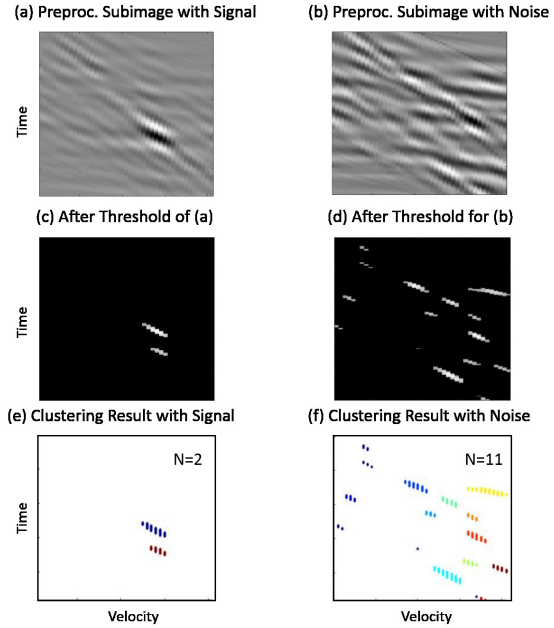 (a) Preproc. Subimage with Signal
(b) Preproc. Subimage with Noise
Time
(c) After Threshold of (a)
(d) After Threshold for (b)
Time
(e) Clustering Result with Signal
(f) Clustering Result with Noise
N=2
N=11
Time
Velocity
Velocity